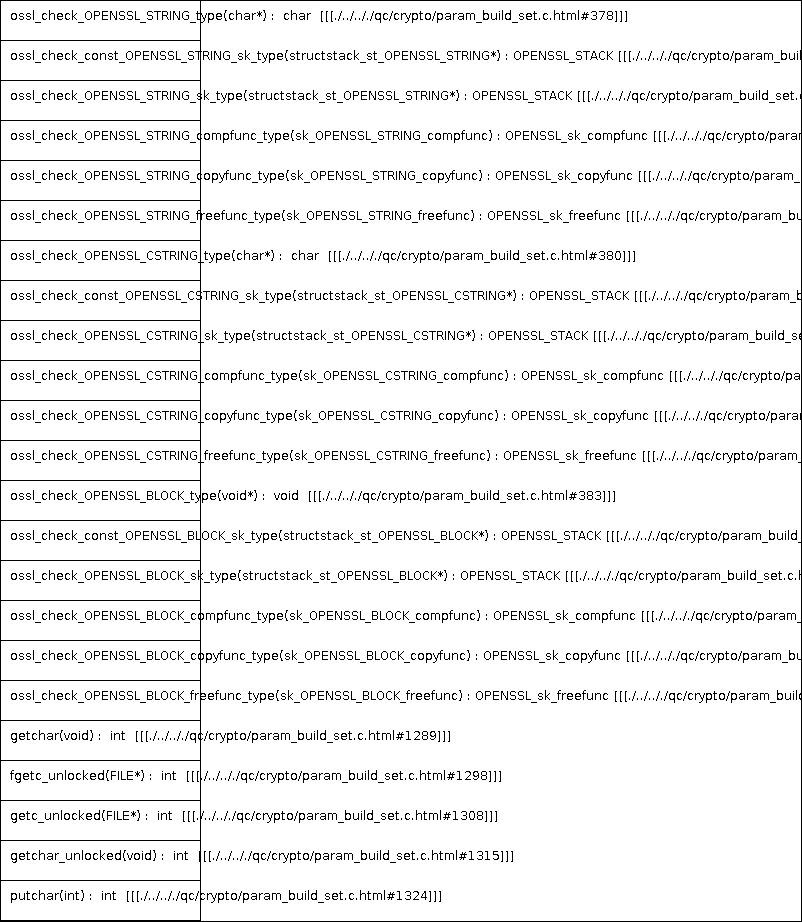 ossl_check_OPENSSL_STRING_type(char*) :  char  [[[./../../qc/crypto/param_build_set.c.html#378]]]
ossl_check_const_OPENSSL_STRING_sk_type(structstack_st_OPENSSL_STRING*) : OPENSSL_STACK [[[./../../qc/crypto/param_buil
ossl_check_OPENSSL_STRING_sk_type(structstack_st_OPENSSL_STRING*) : OPENSSL_STACK [[[./../../qc/crypto/param_build_set.
ossl_check_OPENSSL_STRING_compfunc_type(sk_OPENSSL_STRING_compfunc) : OPENSSL_sk_compfunc [[[./../../qc/crypto/para
ossl_check_OPENSSL_STRING_copyfunc_type(sk_OPENSSL_STRING_copyfunc) : OPENSSL_sk_copyfunc [[[./../../qc/crypto/param_
ossl_check_OPENSSL_STRING_freefunc_type(sk_OPENSSL_STRING_freefunc) : OPENSSL_sk_freefunc [[[./../../qc/crypto/param_bu
ossl_check_OPENSSL_CSTRING_type(char*) :  char  [[[./../../qc/crypto/param_build_set.c.html#380]]]
ossl_check_const_OPENSSL_CSTRING_sk_type(structstack_st_OPENSSL_CSTRING*) : OPENSSL_STACK [[[./../../qc/crypto/param_b
ossl_check_OPENSSL_CSTRING_sk_type(structstack_st_OPENSSL_CSTRING*) : OPENSSL_STACK [[[./../../qc/crypto/param_build_se
ossl_check_OPENSSL_CSTRING_compfunc_type(sk_OPENSSL_CSTRING_compfunc) : OPENSSL_sk_compfunc [[[./../../qc/crypto/pa
ossl_check_OPENSSL_CSTRING_copyfunc_type(sk_OPENSSL_CSTRING_copyfunc) : OPENSSL_sk_copyfunc [[[./../../qc/crypto/para
ossl_check_OPENSSL_CSTRING_freefunc_type(sk_OPENSSL_CSTRING_freefunc) : OPENSSL_sk_freefunc [[[./../../qc/crypto/param_
ossl_check_OPENSSL_BLOCK_type(void*) :  void  [[[./../../qc/crypto/param_build_set.c.html#383]]]
ossl_check_const_OPENSSL_BLOCK_sk_type(structstack_st_OPENSSL_BLOCK*) : OPENSSL_STACK [[[./../../qc/crypto/param_build_
ossl_check_OPENSSL_BLOCK_sk_type(structstack_st_OPENSSL_BLOCK*) : OPENSSL_STACK [[[./../../qc/crypto/param_build_set.c.h
ossl_check_OPENSSL_BLOCK_compfunc_type(sk_OPENSSL_BLOCK_compfunc) : OPENSSL_sk_compfunc [[[./../../qc/crypto/param_
ossl_check_OPENSSL_BLOCK_copyfunc_type(sk_OPENSSL_BLOCK_copyfunc) : OPENSSL_sk_copyfunc [[[./../../qc/crypto/param_bu
ossl_check_OPENSSL_BLOCK_freefunc_type(sk_OPENSSL_BLOCK_freefunc) : OPENSSL_sk_freefunc [[[./../../qc/crypto/param_build
getchar(void) :  int  [[[./../../qc/crypto/param_build_set.c.html#1289]]]
fgetc_unlocked(FILE*) :  int  [[[./../../qc/crypto/param_build_set.c.html#1298]]]
getc_unlocked(FILE*) :  int  [[[./../../qc/crypto/param_build_set.c.html#1308]]]
getchar_unlocked(void) :  int  [[[./../../qc/crypto/param_build_set.c.html#1315]]]
putchar(int) :  int  [[[./../../qc/crypto/param_build_set.c.html#1324]]]